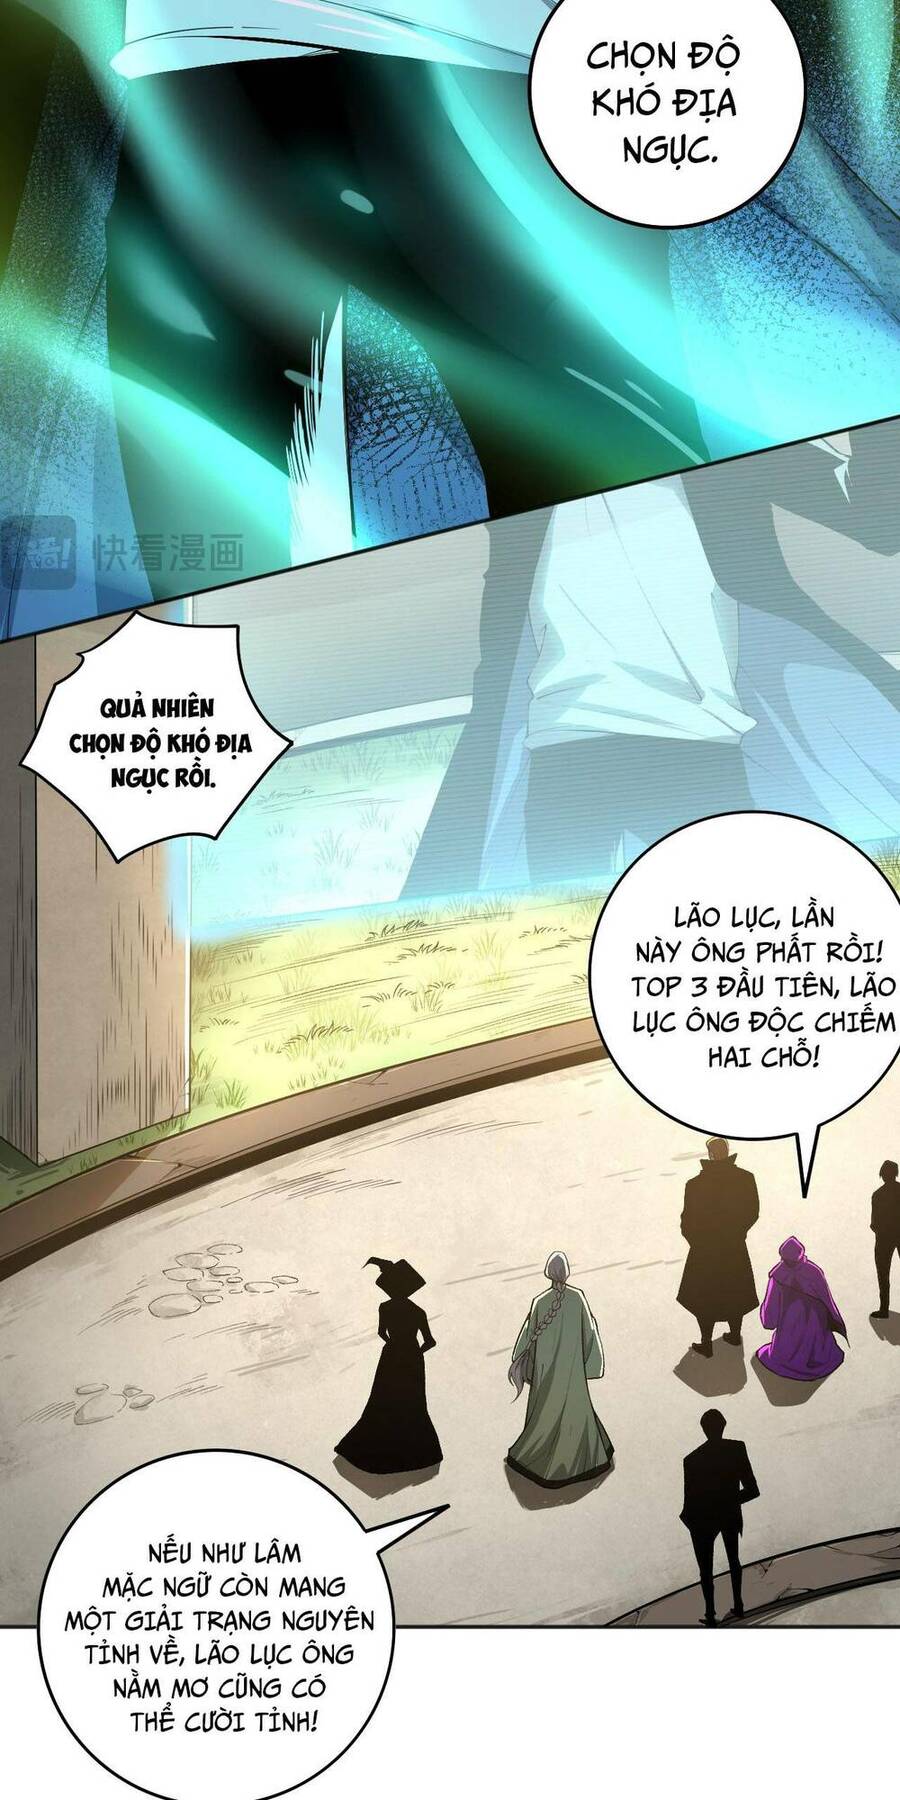 CHỌN ĐỘ
KHÓ ĐỊA
NGỤC.
快看漫画
QUẢ NHIÊN
CHỌN ĐỘ KHÓ ĐỊA
NGỤC RỒI.
LÃO LỤC, LẦN
NÀY ÔNG PHẤT RỒI!
TOP 3 ĐẦU TIÊN, LÃO
LỤC ÔNG ĐỘC CHIẾM
HAI CHỖ!
NẾU NHƯ LÂM
MẶC NGỮ CÒN MANG
MỘT GIẢI TRẠNG NGUYÊN
TỈNH VỀ, LÃO LỤC ÔNG
NẰM MƠ CŨNG CÓ
THỂ CƯỜI TỈNH!